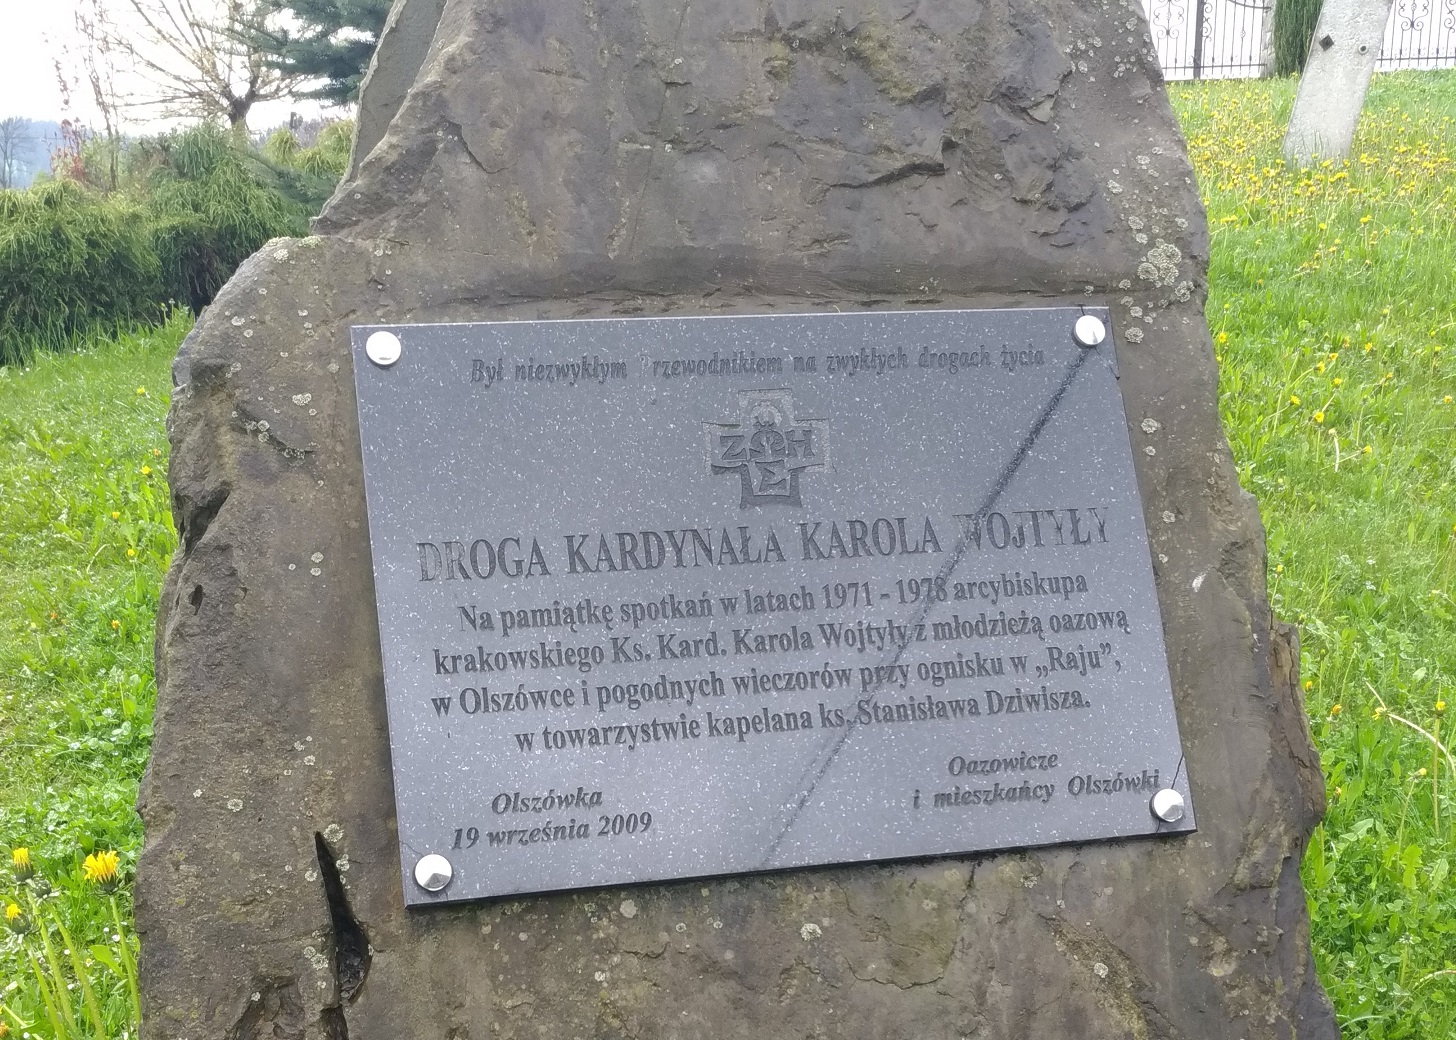 Był niezwykłym rzewodnikiem na zwykłych drogach życia
ZΩH
Σ
DROGA KARDYNAŁA KAROLA WOJTYŁY
Na pamiątkę spotkań w latach 1971 - 1978 arcybiskupa
krakowskiego Ks. Kard. Karola Wojtyły z młodzieżą oazową
w Olszówce i pogodnych wieczorów przy ognisku w „Raju”,
w towarzystwie kapelana ks. Stanisława Dziwisza.
Oazowicze
i mieszkańcy Olszówki
Olszówka
19 września 2009